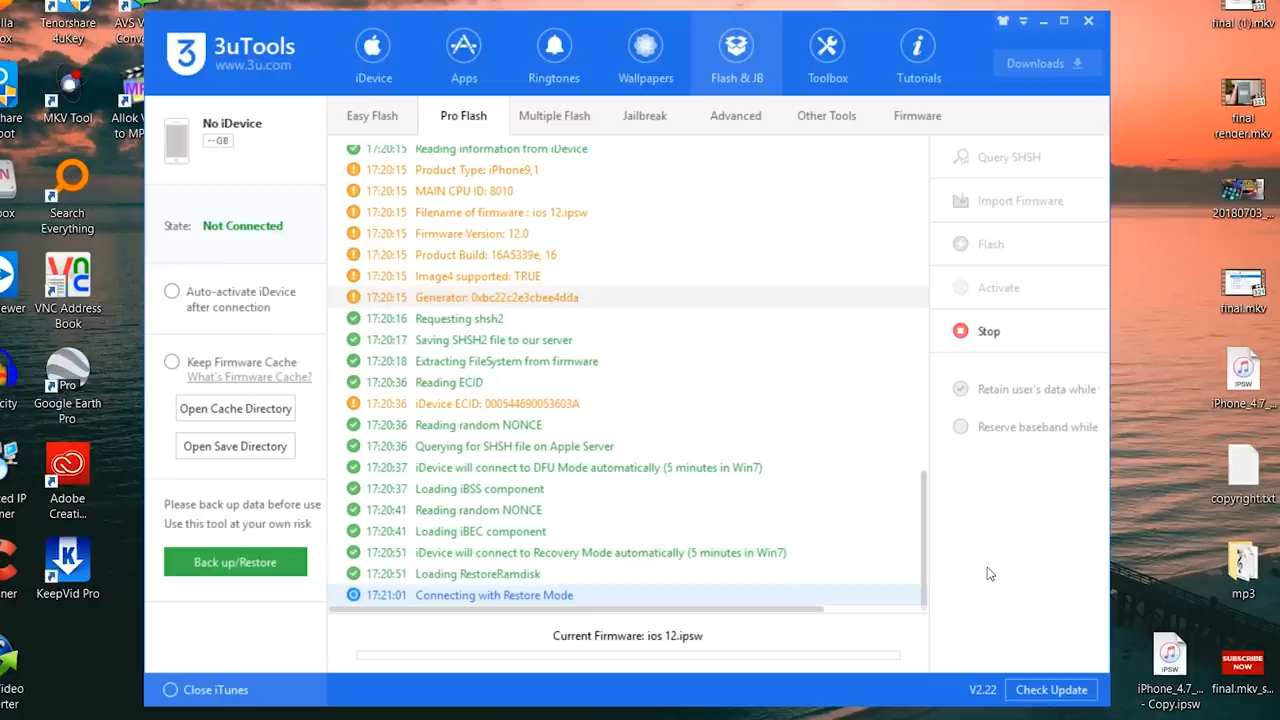 Tenorshare
4uKey
AVS V
Conv
MKV Tool
Allok V
to MP
Search
Everything
VNC Address
Book
Google Earth
Pro
Adobe
Creati...
KeepVid Pro
3uTools
www.3u.com
iDevice
Apps
Ringtones
Wallpapers
Flash & JB
Toolbox
Tutorials
Downloads
No iDevice
-- GB
State: Not Connected
Auto-activate iDevice
after connection
Keep Firmware Cache
What's Firmware Cache?
Open Cache Directory
Open Save Directory
Please back up data before use
Use this tool at your own risk
Back up/Restore
Easy Flash
Pro Flash
Multiple Flash
Jailbreak
Advanced
Other Tools
Firmware
17:20:15 Reading information from iDevice
17:20:15 Product Type: iPhone9,1
17:20:15 MAIN CPU ID: 8010
17:20:15 Filename of firmware : ios 12.ipsw
17:20:15 Firmware Version: 12.0
17:20:15 Product Build: 16A5339e, 16
17:20:15 Image4 supported: TRUE
17:20:15 Generator: 0xbc22c2e3cbee4dda
17:20:16 Requesting shsh2
17:20:17 Saving SHSH2 file to our server
17:20:18 Extracting FileSystem from firmware
17:20:36 Reading ECID
17:20:36 iDevice ECID: 000544690053603A
17:20:36 Reading random NONCE
17:20:36 Querying for SHSH file on Apple Server
17:20:37 iDevice will connect to DFU Mode automatically (5 minutes in Win7)
17:20:37 Loading iBSS component
17:20:41 Reading random NONCE
17:20:41 Loading iBEC component
17:20:51 iDevice will connect to Recovery Mode automatically (5 minutes in Win7)
17:20:51 Loading RestoreRamdisk
17:21:01 Connecting with Restore Mode
Current Firmware: ios 12.ipsw
Query SHSH
Import Firmware
Flash
Activate
Stop
Retain user's data while
Reserve baseband while
Close iTunes
V2.22
Check Update
final (1).mkv
final
render.mkv
20180703_...
final.mkv
IPSW
iPhone_4.7_...
copyright.txt
mp3
IPSW
iPhone_4.7_...
- Copy.ipsw
SUBSCRIBE
NOW
final.mkv_s...